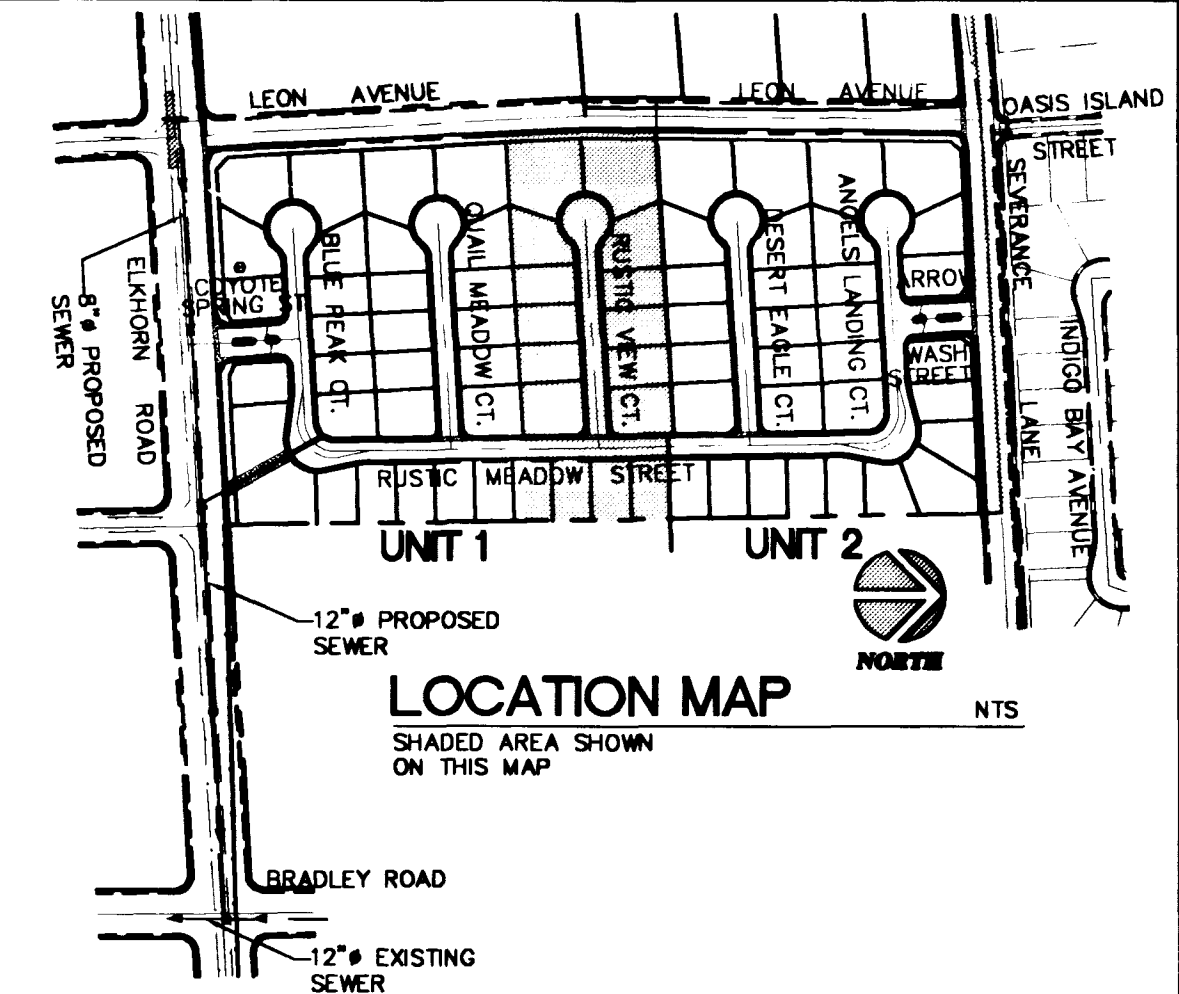 LEON AVENUE
LEON AVENUE
OASIS ISLAND
STREET
SEVERANCE
LANE
INDIGO BAY AVENUE
8"ø PROPOSED
SEWER
ELKHORN ROAD
COYOTE
SPRING ST
BLUE PEAK CT.
QUAIL MEADOW CT.
RUSTIC VIEW CT.
DESERT EAGLE CT.
ANGELS LANDING CT.
ARROW
WASH
STREET
RUSTIC MEADOW STREET
UNIT 1
UNIT 2
12"ø PROPOSED
SEWER
NORTH
LOCATION MAP
NTS
SHADED AREA SHOWN
ON THIS MAP
BRADLEY ROAD
12"ø EXISTING
SEWER